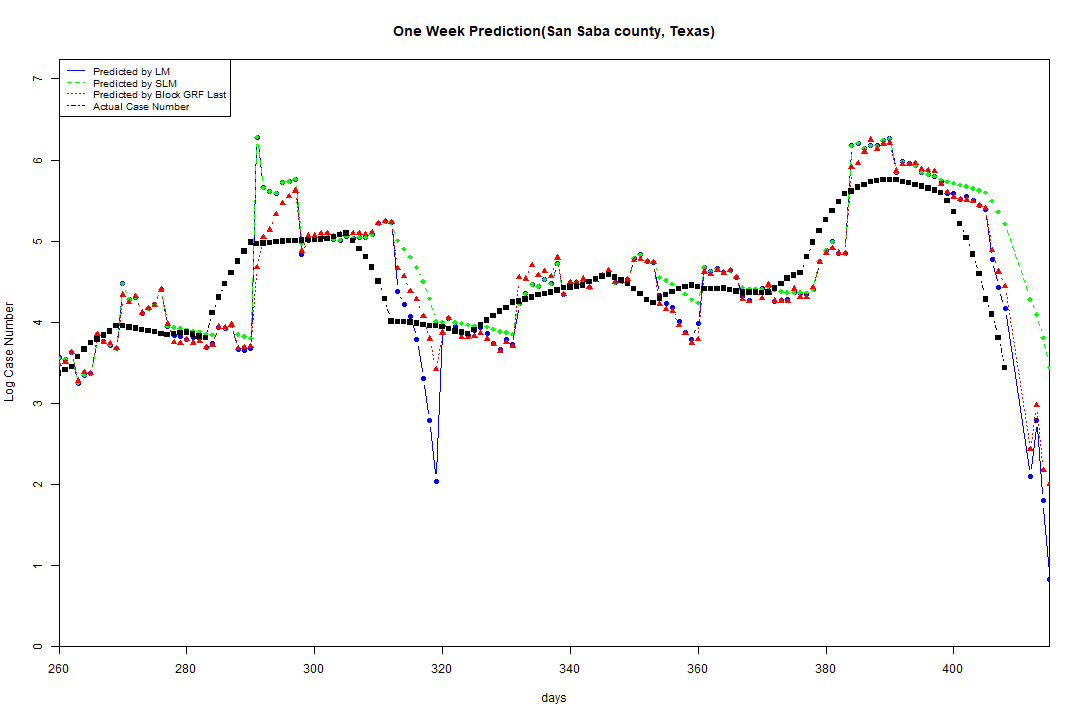 One Week Prediction(San Saba county, Texas)
Predicted by LM
Predicted by SLM
Predicted by Block GRF Last
Actual Case Number
Log Case Number
7
6
5
4
3
2
1
0
260 280 300 320 340 360 380 400
days